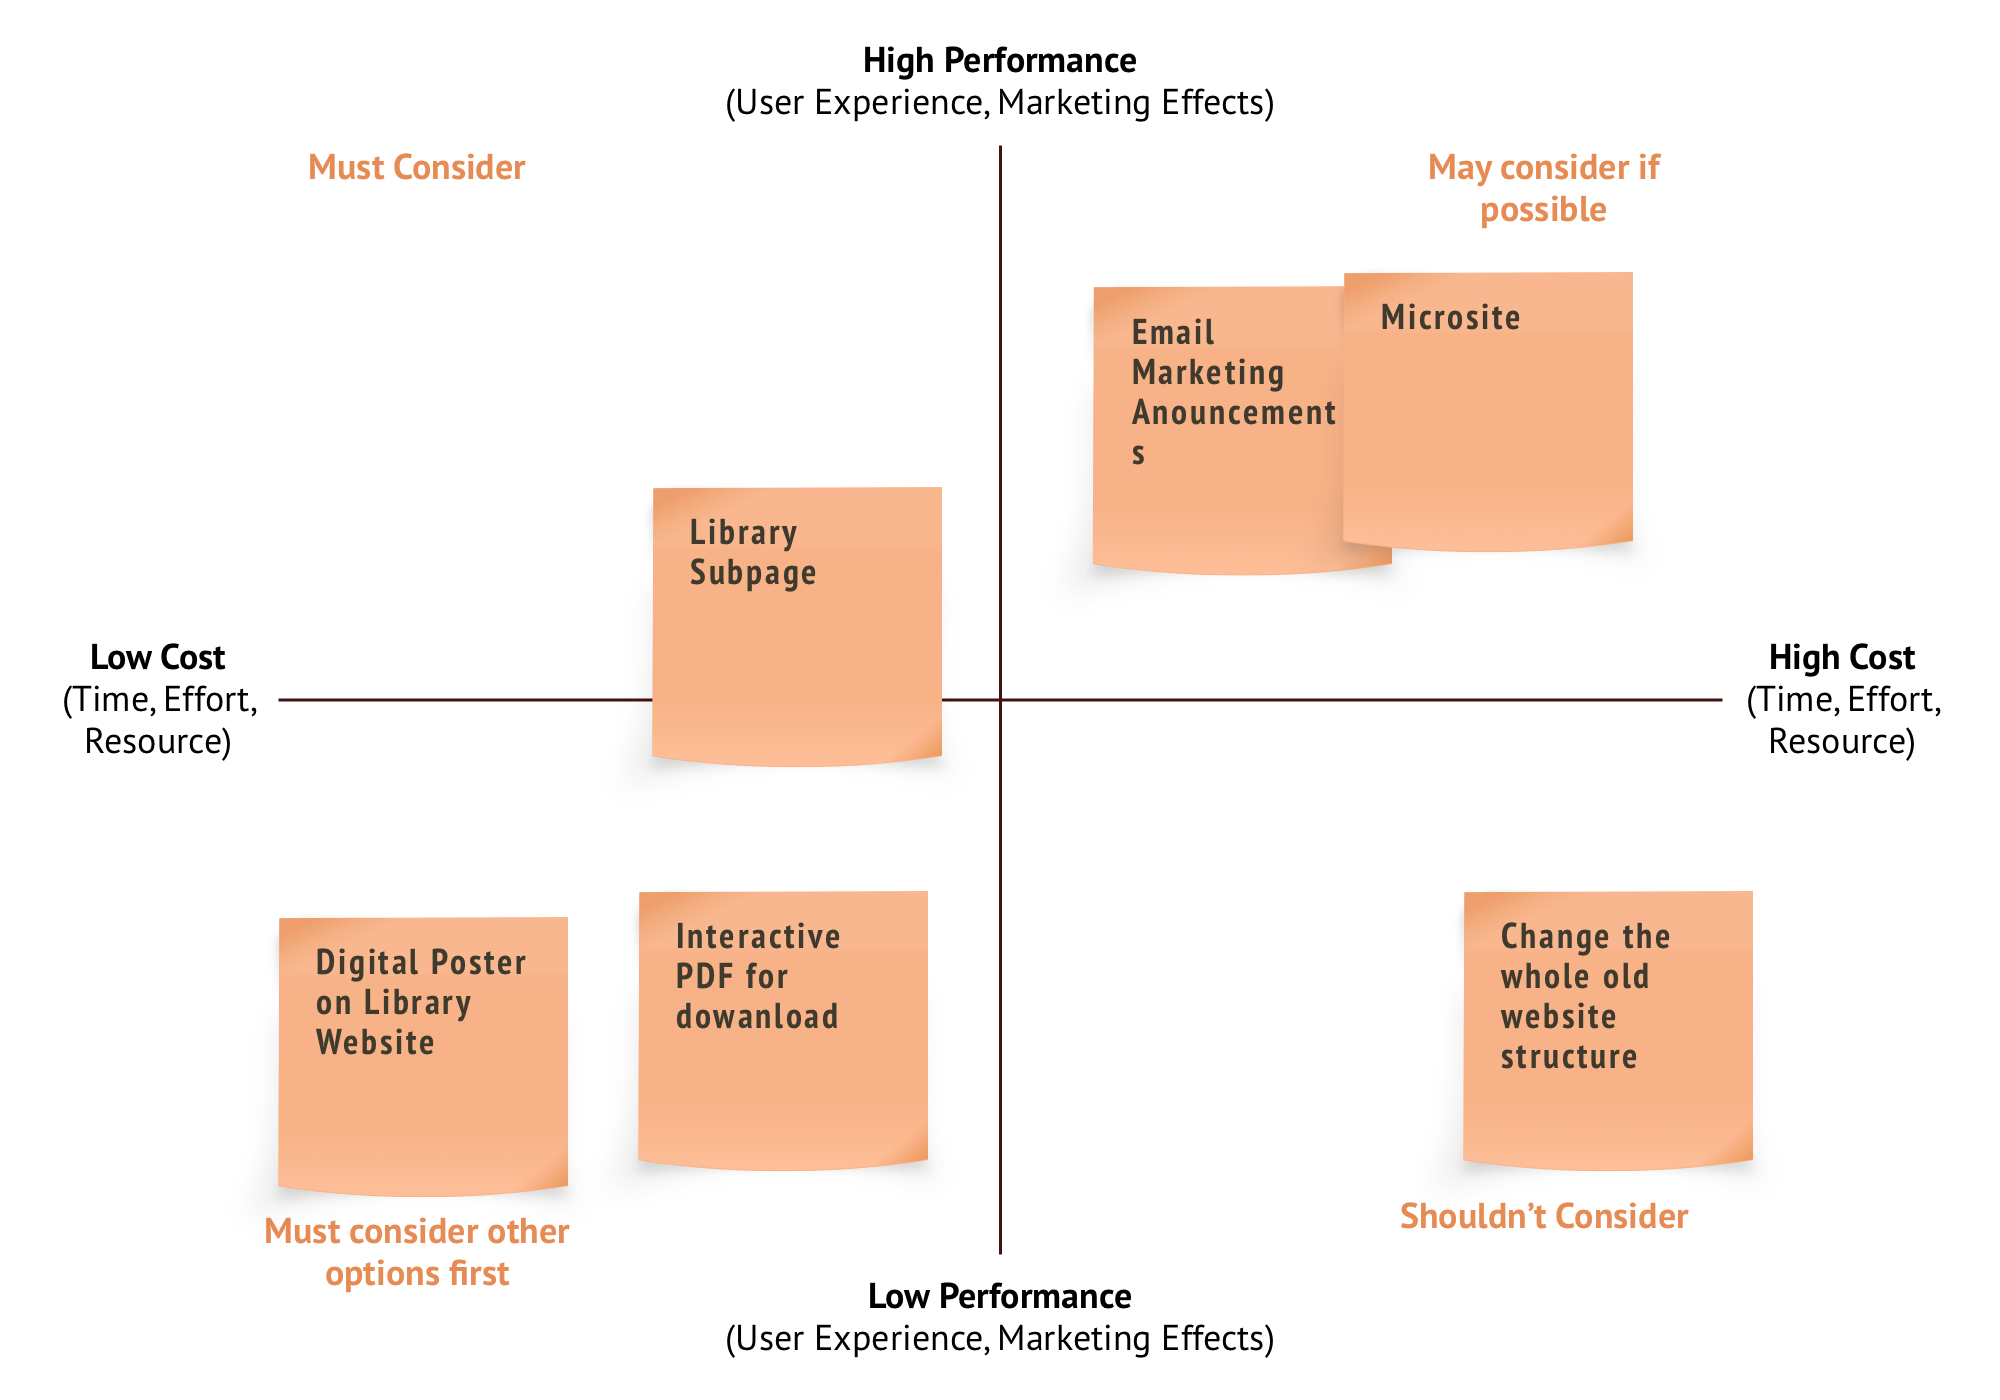 High Performance
(User Experience, Marketing Effects)
Must Consider
May consider if
possible
Email
Marketing
Anouncement
s
Microsite
Library
Subpage
Low Cost
(Time, Effort,
Resource)
High Cost
(Time, Effort,
Resource)
Digital Poster
on Library
Website
Interactive
PDF for
dowanload
Change the
whole old
website
structure
Must consider other
options first
Shouldn’t Consider
Low Performance
(User Experience, Marketing Effects)